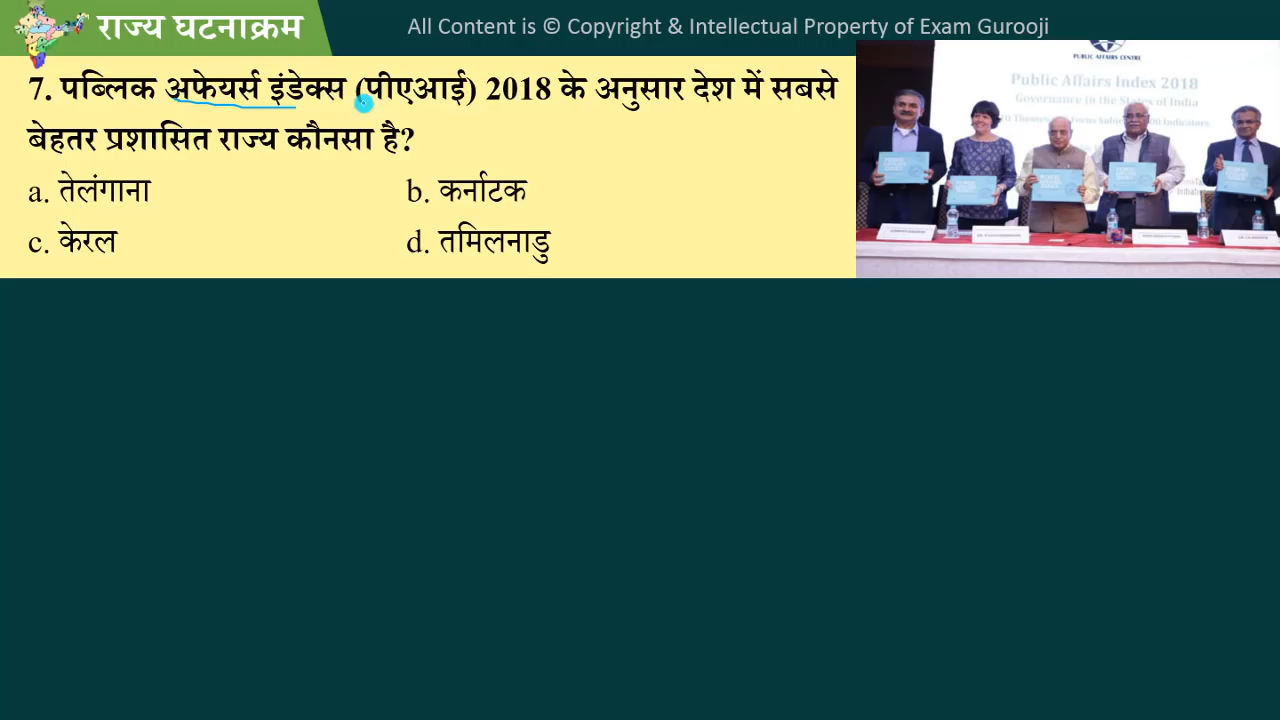 राज्य घटनाक्रम
All Content is © Copyright & Intellectual Property of Exam Gurooji
7. पब्लिक अफेयर्स इंडेक्स (पीएआई) 2018 के अनुसार देश में सबसे
बेहतर प्रशासित राज्य कौनसा है?
a. तेलंगाना
b. कर्नाटक
c. केरल
d. तमिलनाडु
PUBLIC AFFAIRS CENTRE
Public Affairs Index 2018
Governance in the States of India